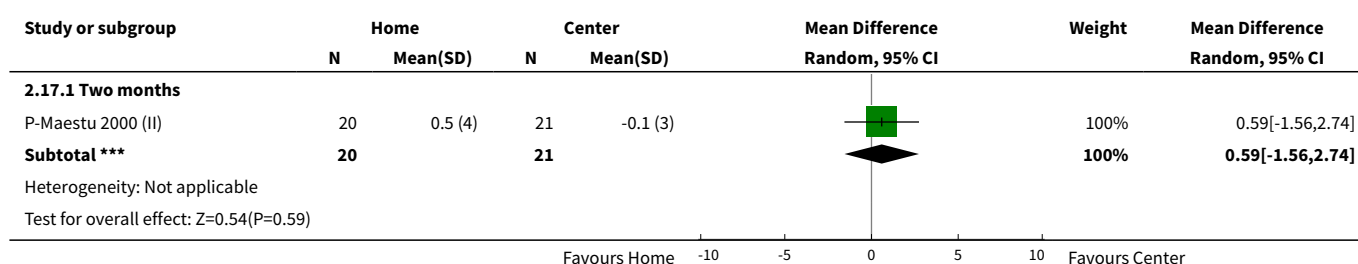 Study or subgroup Home Center Mean Difference Weight Mean Difference
N Mean(SD) N Mean(SD) Random, 95% CI Random, 95% CI
2.17.1 Two months
P-Maestu 2000 (II) 20 0.5 (4) 21 -0.1 (3) 100% 0.59[-1.56,2.74]
Subtotal *** 20 21 100% 0.59[-1.56,2.74]
Heterogeneity: Not applicable
Test for overall effect: Z=0.54(P=0.59)
Favours Home -10 -5 0 5 10 Favours Center